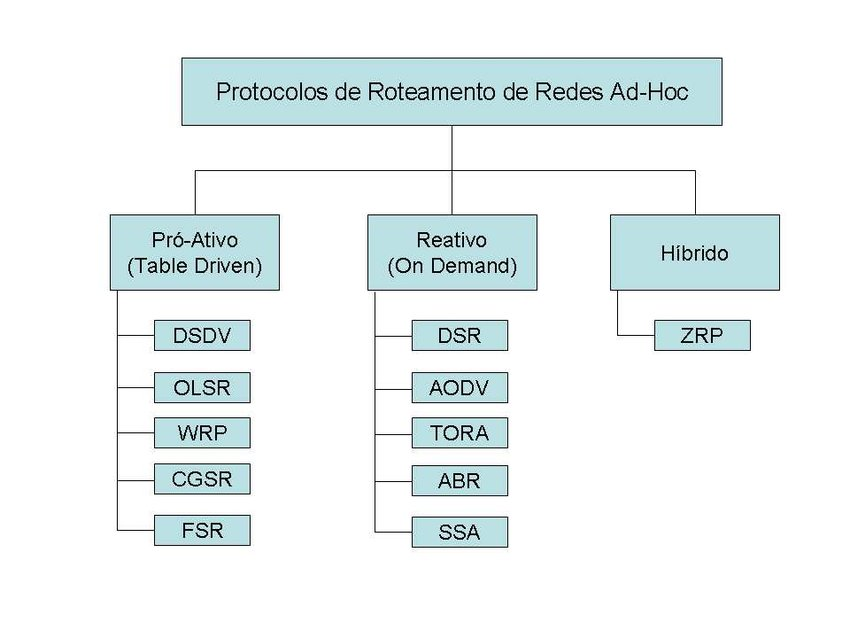 Protocolos de Roteamento de Redes Ad-Hoc
Pró-Ativo
(Table Driven)
DSDV
OLSR
WRP
CGSR
FSR
Reativo
(On Demand)
DSR
AODV
TORA
ABR
SSA
Híbrido
ZRP